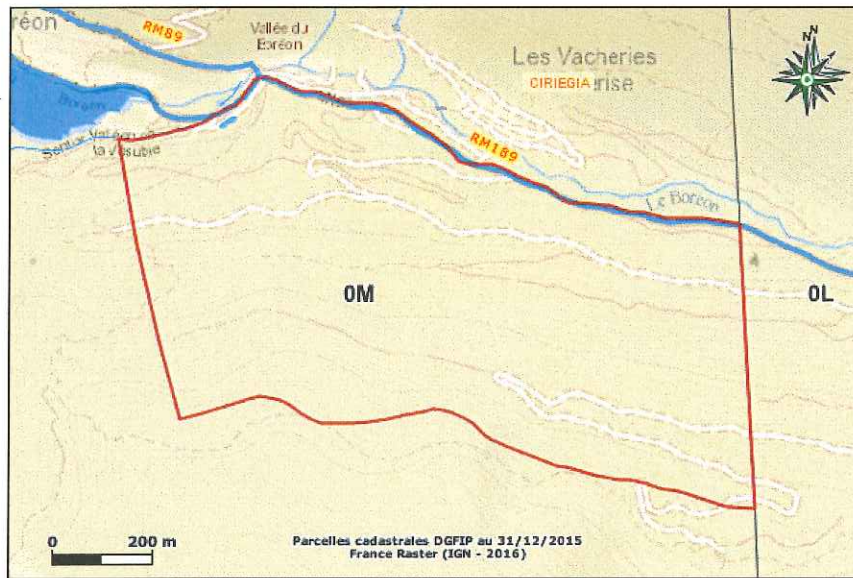 réon
RM89
Vallée du
Boréon
Les Vacheries
CIRIEGIA rise
N N
Boréon
Sentier Vallon de
la Vésubie
RM189
Le Boréon
0M
0L
0
200 m
Parcelles cadastrales DGFIP au 31/12/2015
France Raster (IGN - 2016)